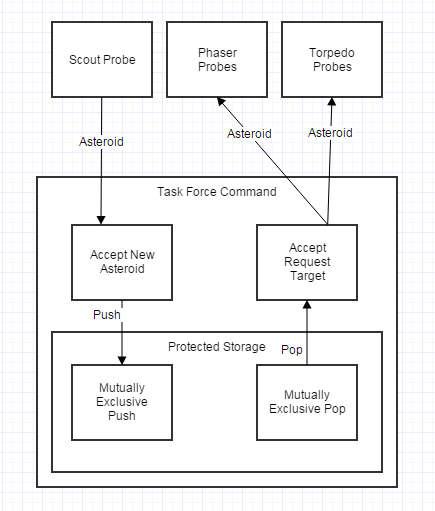 Scout Probe
Phaser
Probes
Torpedo
Probes
Asteroid
Asteroid
Asteroid
Task Force Command
Accept New
Asteroid
Accept
Request
Target
Push
Protected Storage
Pop
Mutually
Exclusive
Push
Mutually
Exclusive Pop